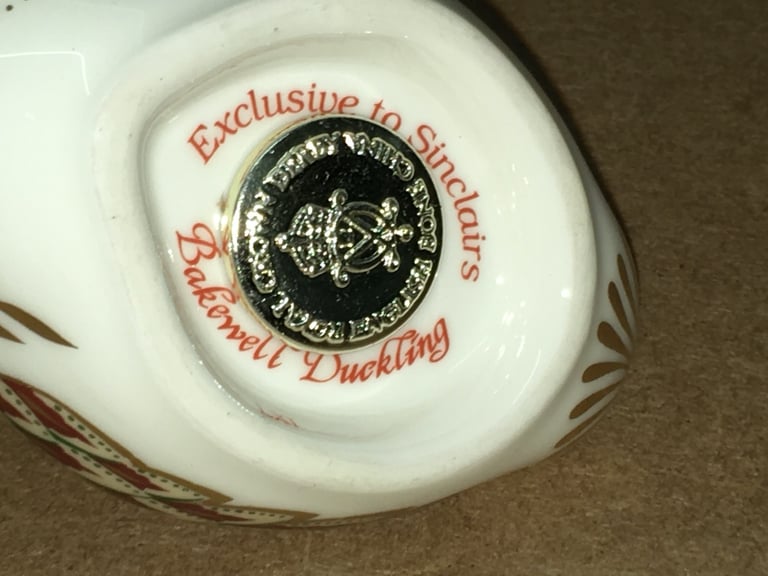 Exclusive to Sinclairs
Bakewell Duckling
ROYAL CROWN DERBY
ENGLISH BONE CHINA